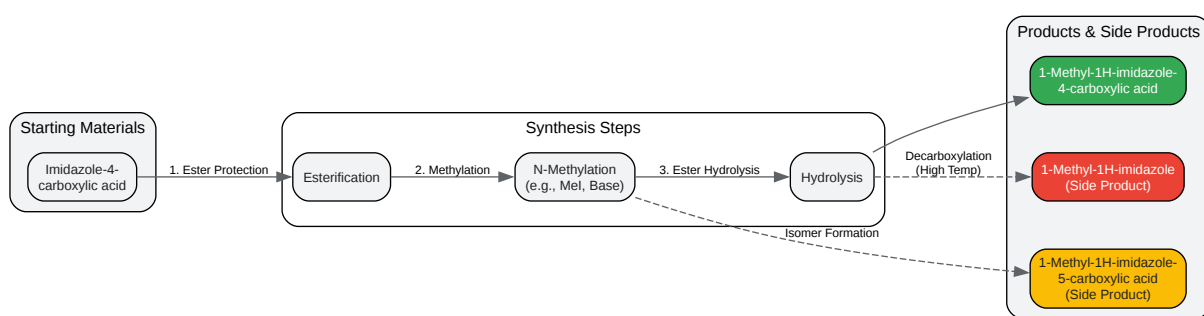 Starting Materials
Imidazole-4-
carboxylic acid
1. Ester Protection
Synthesis Steps
Esterification
2. Methylation
N-Methylation
(e.g., MeI, Base)
3. Ester Hydrolysis
Hydrolysis
Decarboxylation
(High Temp)
Isomer Formation
Products & Side Products
1-Methyl-1H-imidazole-
4-carboxylic acid
1-Methyl-1H-imidazole
(Side Product)
1-Methyl-1H-imidazole-
5-carboxylic acid
(Side Product)